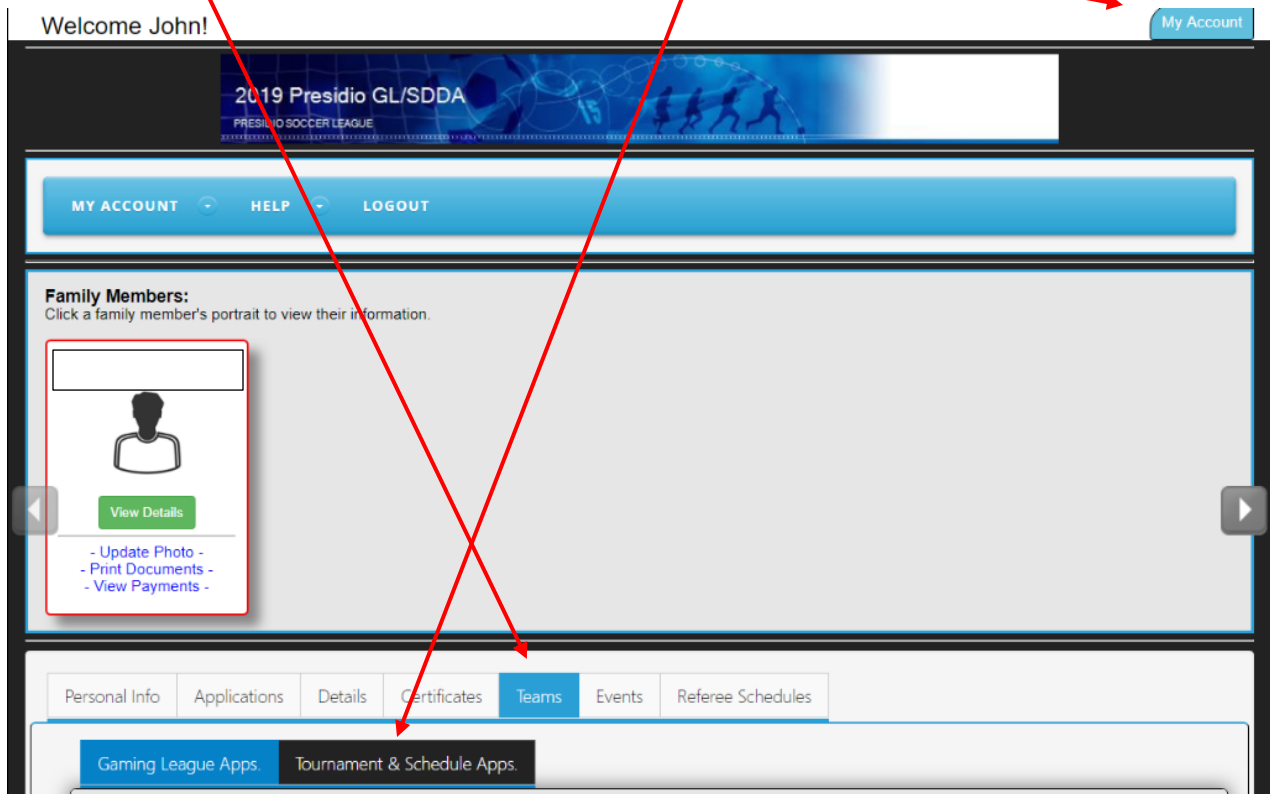 Welcome John!
My Account
2019 Presidio GL/SDDA
PRESIDIO SOCCER LEAGUE
15
MY ACCOUNT HELP LOGOUT
Family Members:
Click a family member's portrait to view their information.
View Details
- Update Photo -
- Print Documents -
- View Payments -
Personal Info Applications Details Certificates Teams Events Referee Schedules
Gaming League Apps. Tournament & Schedule Apps.